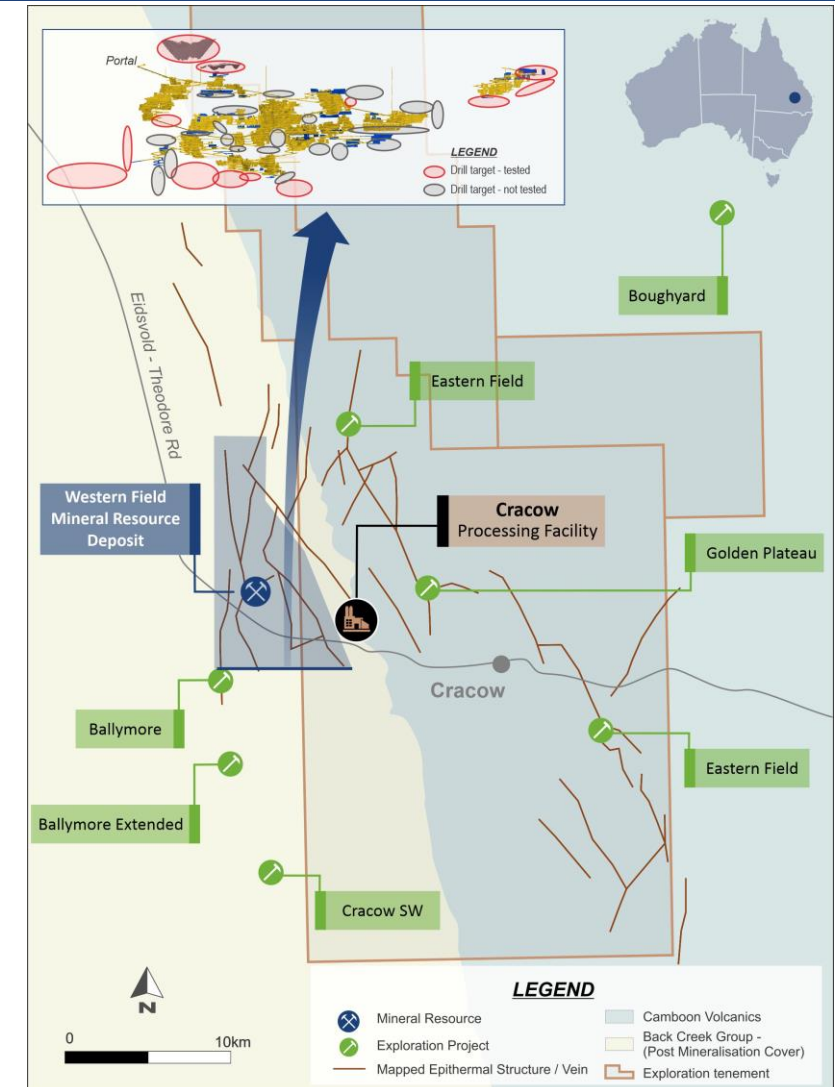 Portal
LEGEND
Drill target - tested
Drill target - not tested
Boughyard
Eidsvold - Theodore Rd
Eastern Field
Western Field
Mineral Resource
Deposit
Cracow
Processing Facility
Golden Plateau
Cracow
Ballymore
Eastern Field
Ballymore Extended
Cracow SW
N
0 10km
LEGEND
Mineral Resource
Exploration Project
Mapped Epithermal Structure / Vein
Camboon Volcanics
Back Creek Group -
(Post Mineralisation Cover)
Exploration tenement